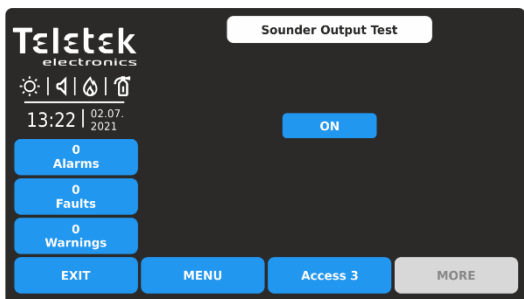 Teletek
electronics
13:22
02.07.
2021
0
Alarms
0
Faults
0
Warnings
Sounder Output Test
ON
EXIT
MENU
Access 3
MORE